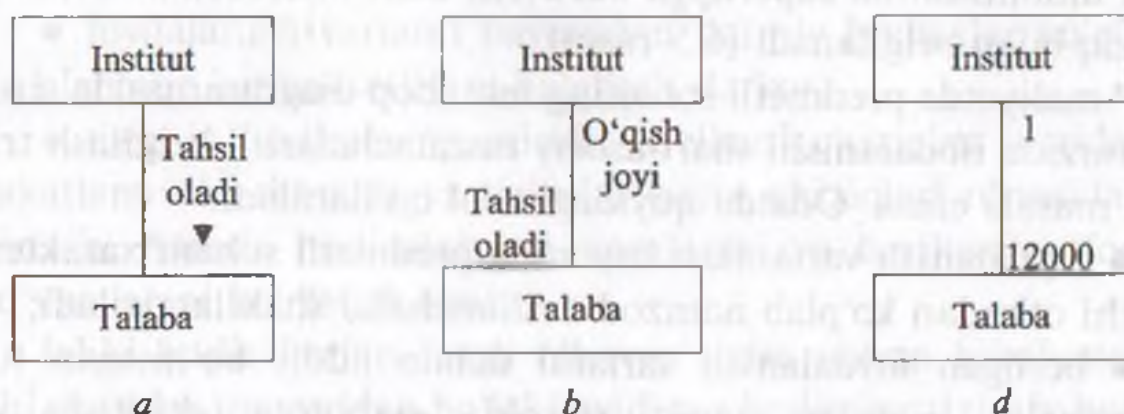 Institut
Tahsil
oladi
Talaba
a
Institut
O‘qish
joyi
Tahsil
oladi
Talaba
b
Institut
1
12000
Talaba
d